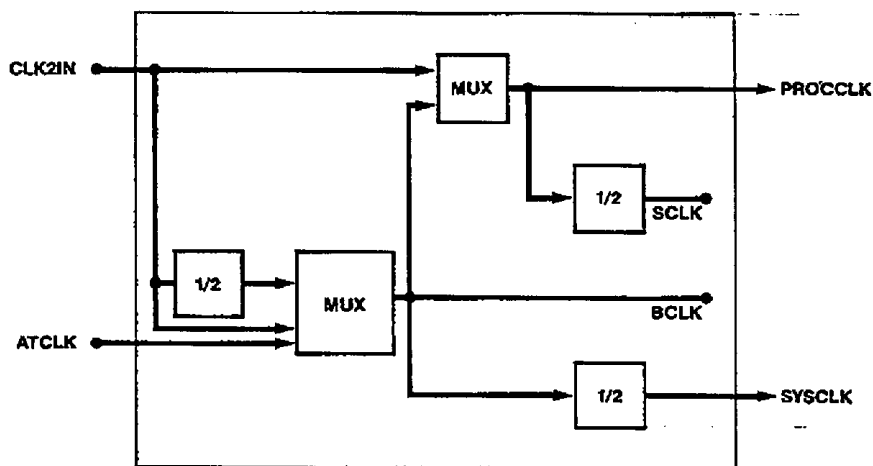 CLK2IN
MUX
PROCCLK
1/2
SCLK
1/2
MUX
BCLK
ATCLK
1/2
SYSCLK